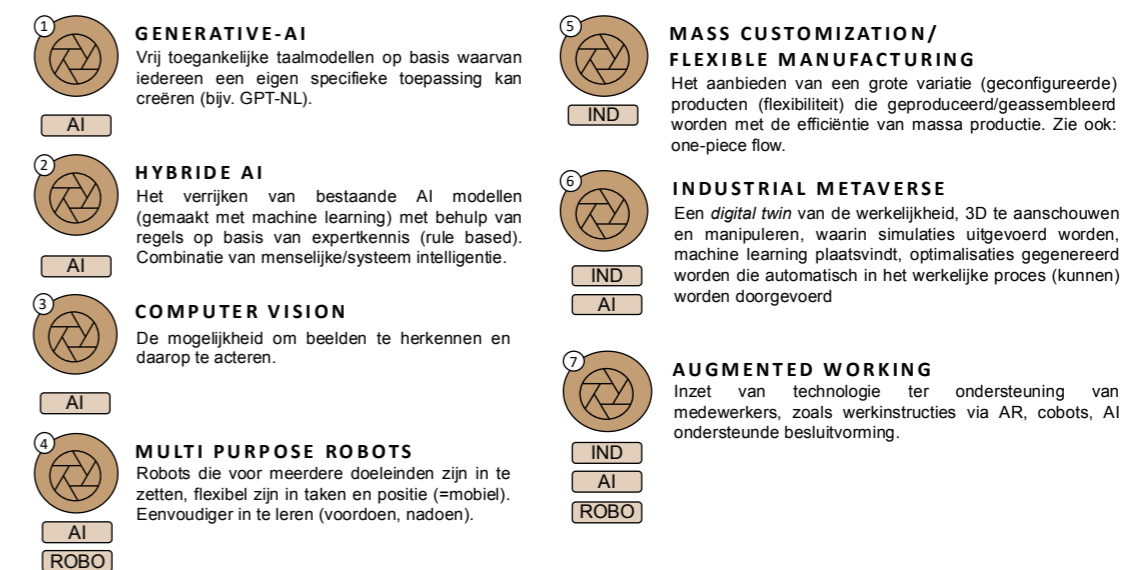 1
GENERATIVE-AI
Vrij toegankelijke taalmodellen op basis waarvan
iedereen een eigen specifieke toepassing kan
creëren (bijv. GPT-NL).
AI
2
HYBRIDE AI
Het verrijken van bestaande AI modellen
(gemaakt met machine learning) met behulp van
regels op basis van expertkennis (rule based).
Combinatie van menselijke/systeem intelligentie.
AI
3
COMPUTER VISION
De mogelijkheid om beelden te herkennen en
daarop te acteren.
AI
4
MULTI PURPOSE ROBOTS
Robots die voor meerdere doeleinden zijn in te
zetten, flexibel zijn in taken en positie (=mobiel).
Eenvoudiger in te leren (voordoen, nadoen).
AI
ROBO
5
MASS CUSTOMIZATION/
FLEXIBLE MANUFACTURING
Het aanbieden van een grote variatie (geconfigureerde)
producten (flexibiliteit) die geproduceerd/geassembleerd
worden met de efficiëntie van massa productie. Zie ook:
one-piece flow.
IND
6
INDUSTRIAL METAVERSE
Een digital twin van de werkelijkheid, 3D te aanschouwen
en manipuleren, waarin simulaties uitgevoerd worden,
machine learning plaatsvindt, optimalisaties gegenereerd
worden die automatisch in het werkelijke proces (kunnen)
worden doorgevoerd
IND
AI
7
AUGMENTED WORKING
Inzet van technologie ter ondersteuning van
medewerkers, zoals werkinstructies via AR, cobots, AI
ondersteunde besluitvorming.
IND
AI
ROBO